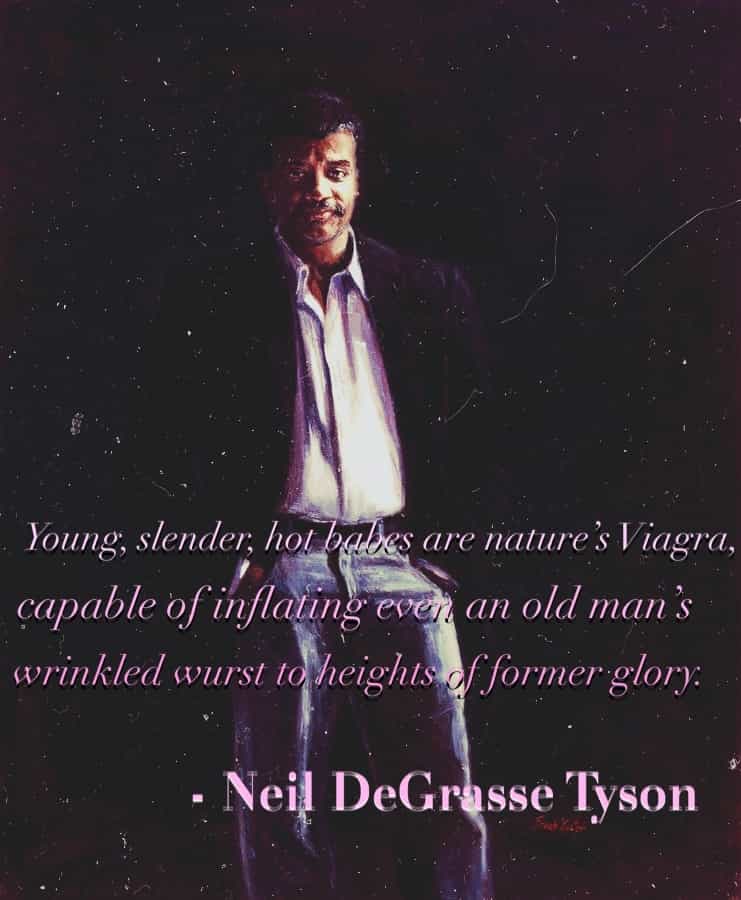 Young, slender, hot babes are nature's Viagra,
capable of inflating even an old man's
wrinkled wurst to heights of former glory.
- Neil DeGrasse Tyson